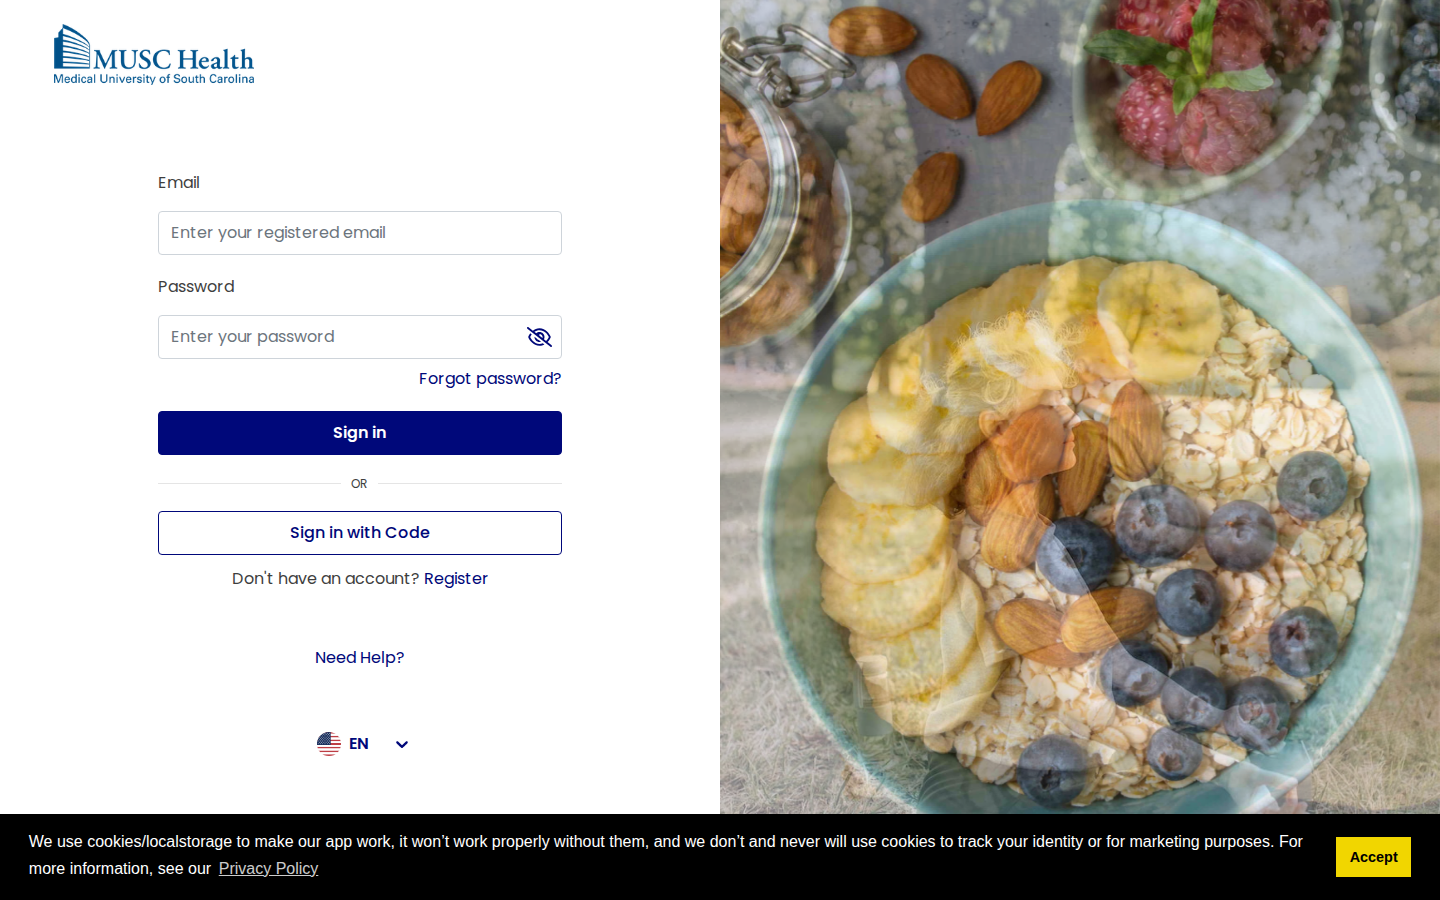 MUSC Health
Medical University of South Carolina
Email
Enter your registered email
Password
Enter your password
Forgot password?
Sign in
OR
Sign in with Code
Don't have an account? Register
Need Help?
EN
We use cookies/localstorage to make our app work, it won’t work properly without them, and we don’t and never will use cookies to track your identity or for marketing purposes. For
more information, see our Privacy Policy
Accept